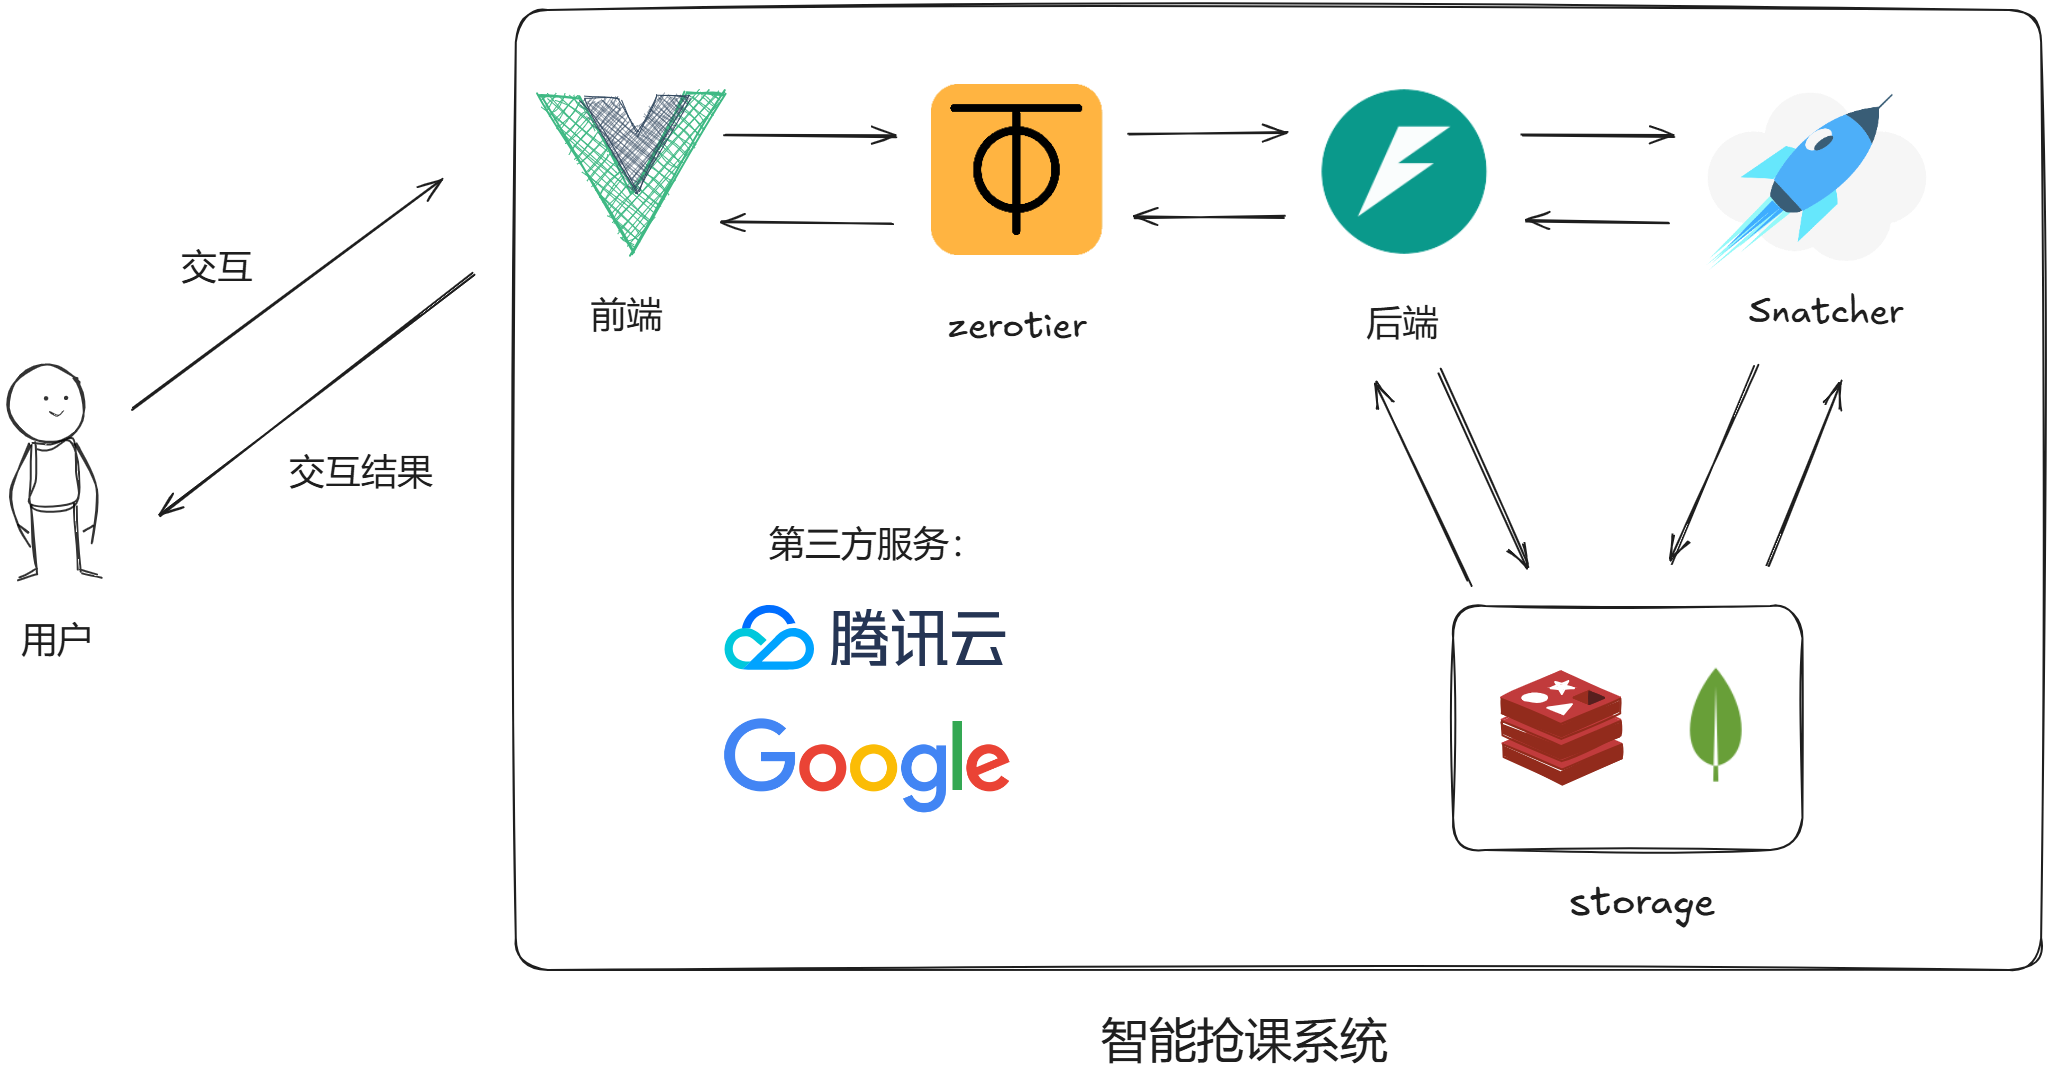 交互
交互结果
用户
前端
zerotier
后端
Snatcher
第三方服务：
腾讯云
Google
storage
智能抢课系统